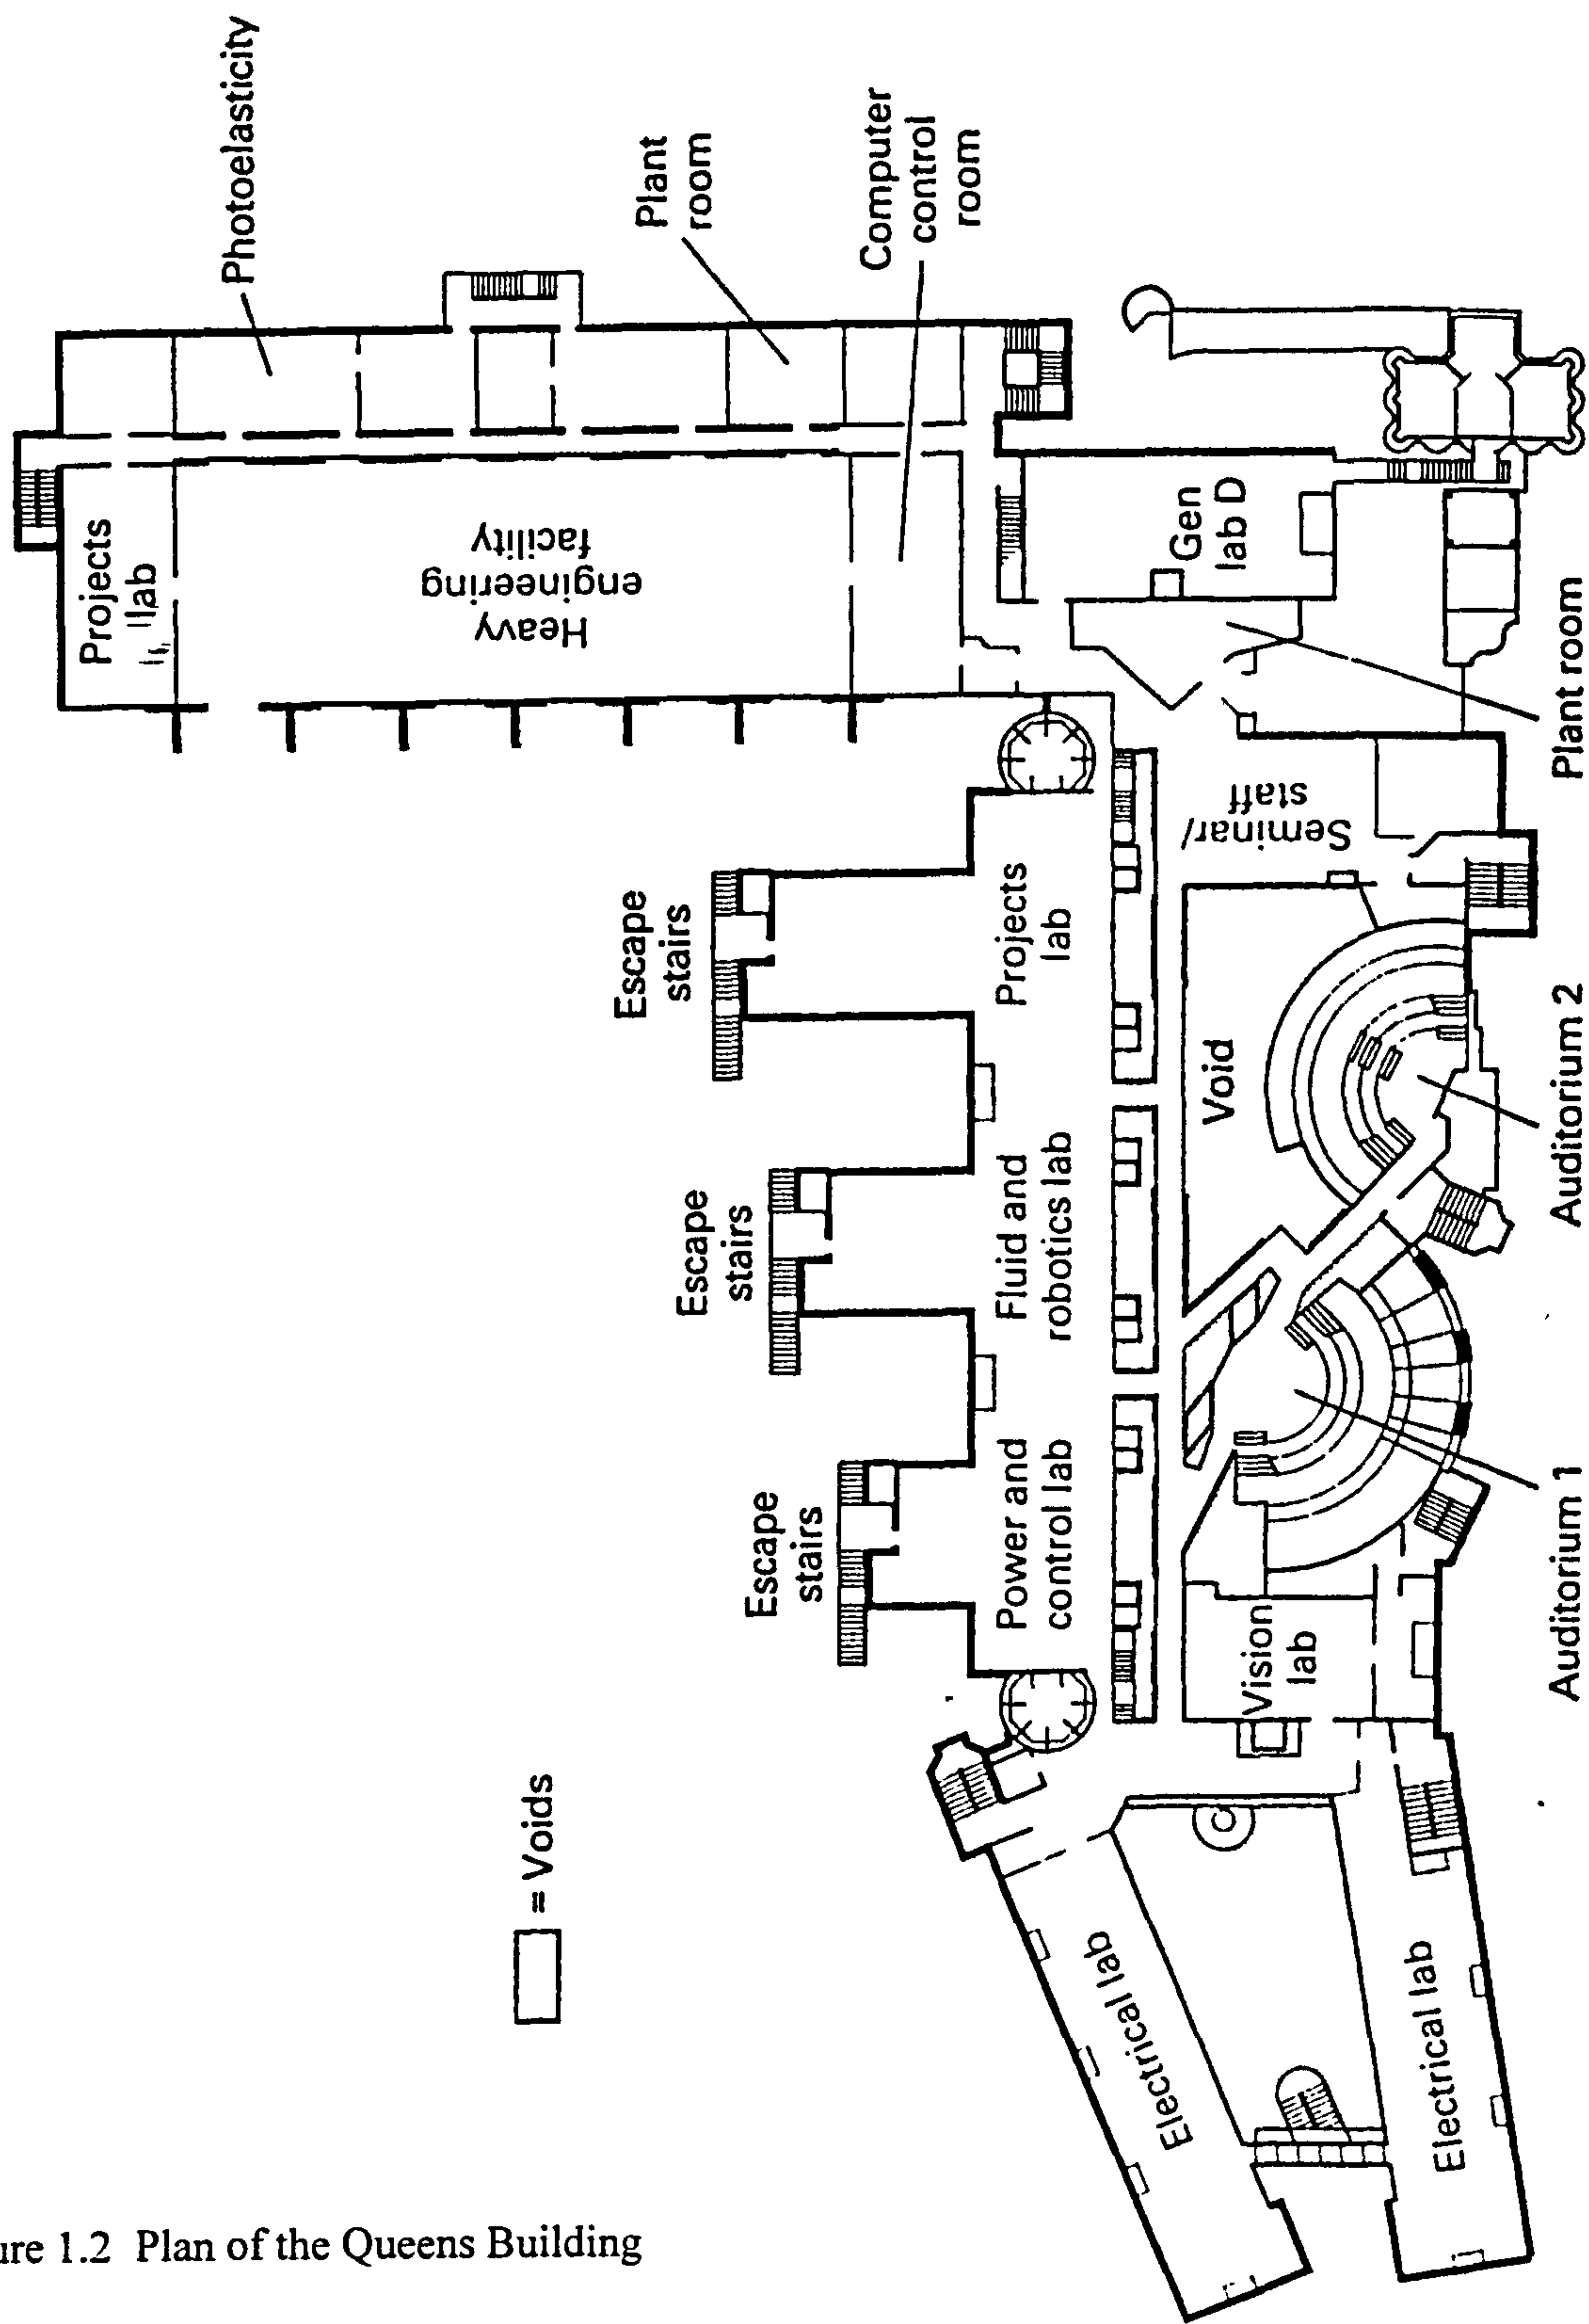 Photoelasticity
Plant
room
Computer
control
room
Projects
lab
Heavy
engineering
facility
Gen
lab D
Plant room
Seminar/
staff
Escape
stairs
Projects
lab
Void
Auditorium 2
Escape
stairs
Fluid and
robotics lab
Escape
stairs
Power and
control lab
Auditorium 1
Vision
lab
= Voids
Electrical lab
Electrical lab
ure 1.2 Plan of the Queens Building